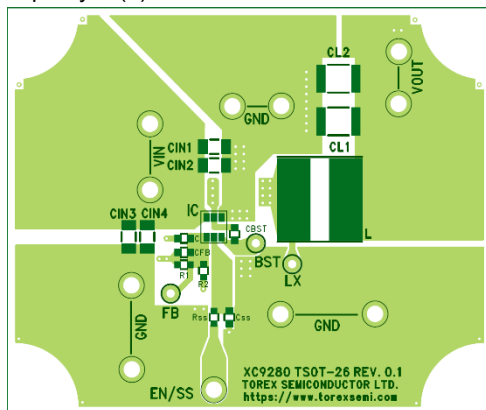 CL2
VOUT
GND
VIN
CIN1
CIN2
CL1
CIN3 CIN4
IC
CBST
L
C
CFB
BST
R1
R2
LX
FB
GND
Rss
Css
GND
EN/SS
XC9280 TSOT-26 REV. 0.1
TOREX SEMICONDUCTOR LTD.
https://www.torexsemi.com